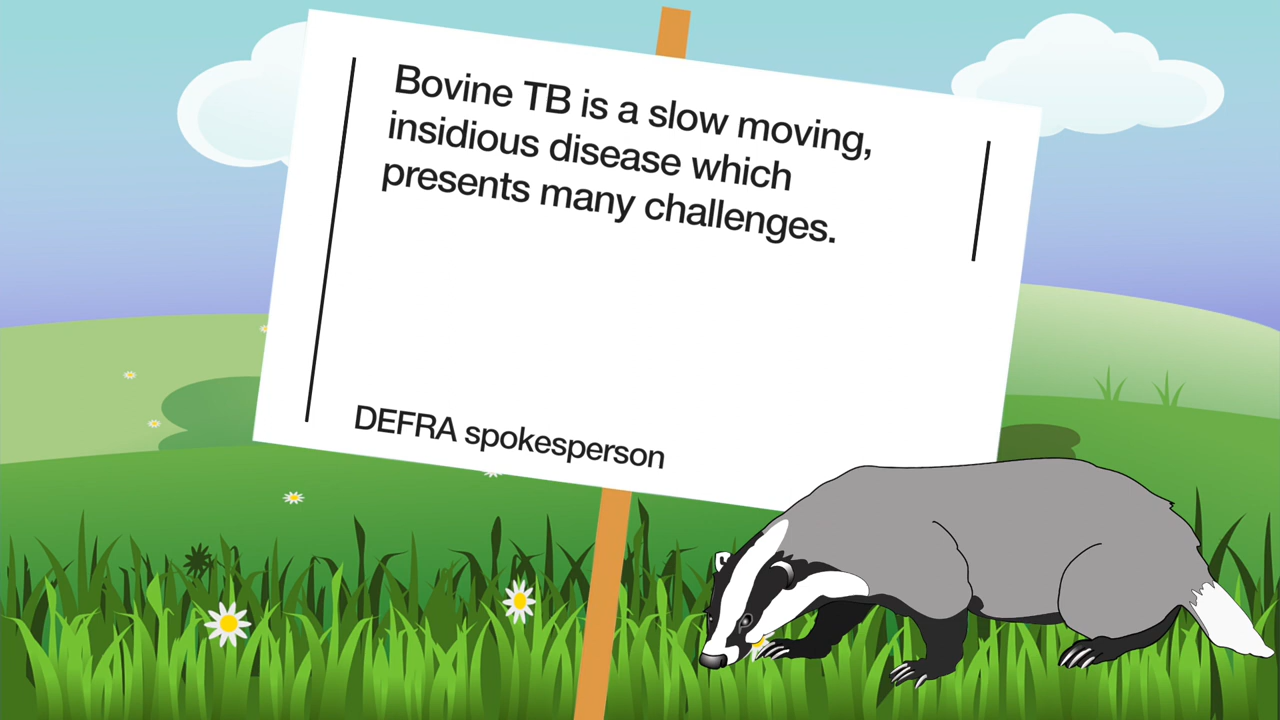 Bovine TB is a slow moving,
insidious disease which
presents many challenges.
DEFRA spokesperson